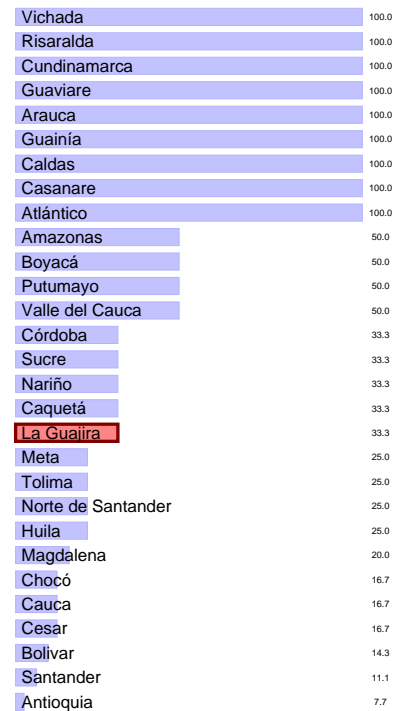 Vichada 100.0
Risaralda 100.0
Cundinamarca 100.0
Guaviare 100.0
Arauca 100.0
Guainía 100.0
Caldas 100.0
Casanare 100.0
Atlántico 100.0
Amazonas 50.0
Boyacá 50.0
Putumayo 50.0
Valle del Cauca 50.0
Córdoba 33.3
Sucre 33.3
Nariño 33.3
Caquetá 33.3
La Guajira 33.3
Meta 25.0
Tolima 25.0
Norte de Santander 25.0
Huila 25.0
Magdalena 20.0
Chocó 16.7
Cauca 16.7
Cesar 16.7
Bolivar 14.3
Santander 11.1
Antioquia 7.7